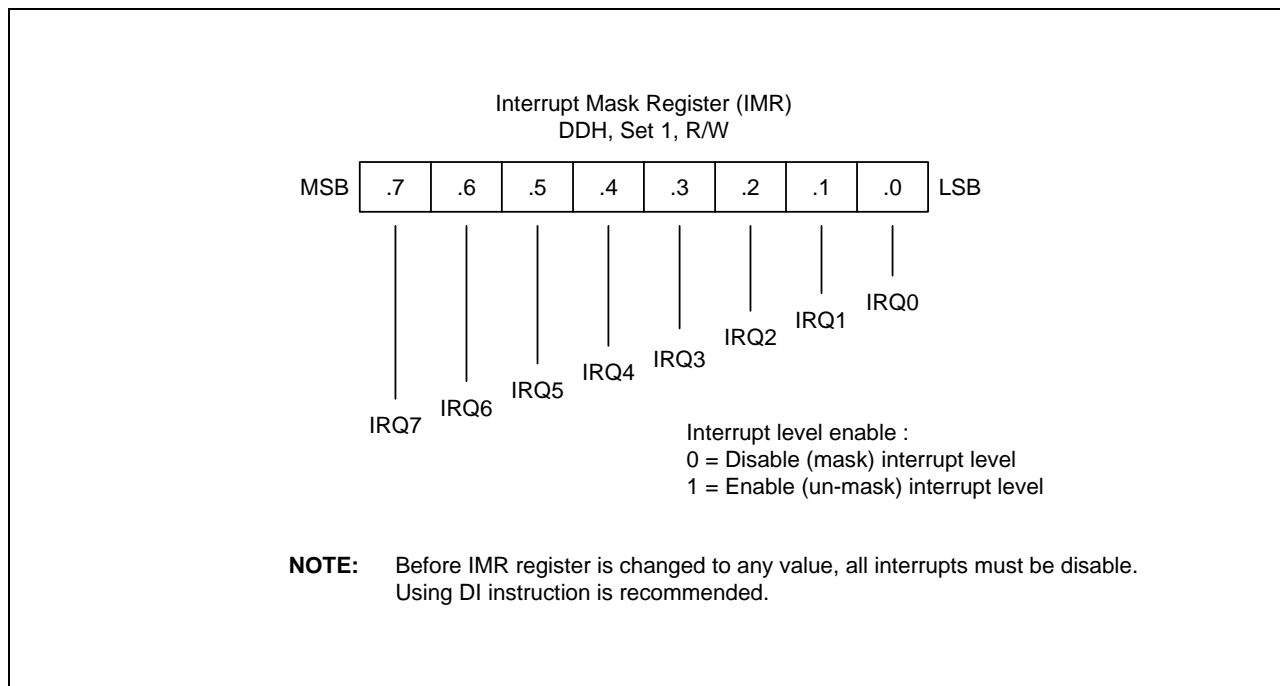 Interrupt Mask Register (IMR)
DDH, Set 1, R/W
MSB .7 .6 .5 .4 .3 .2 .1 .0 LSB
IRQ7 IRQ6 IRQ5 IRQ4 IRQ3 IRQ2 IRQ1 IRQ0
Interrupt level enable :
0 = Disable (mask) interrupt level
1 = Enable (un-mask) interrupt level
NOTE: Before IMR register is changed to any value, all interrupts must be disable.
Using DI instruction is recommended.